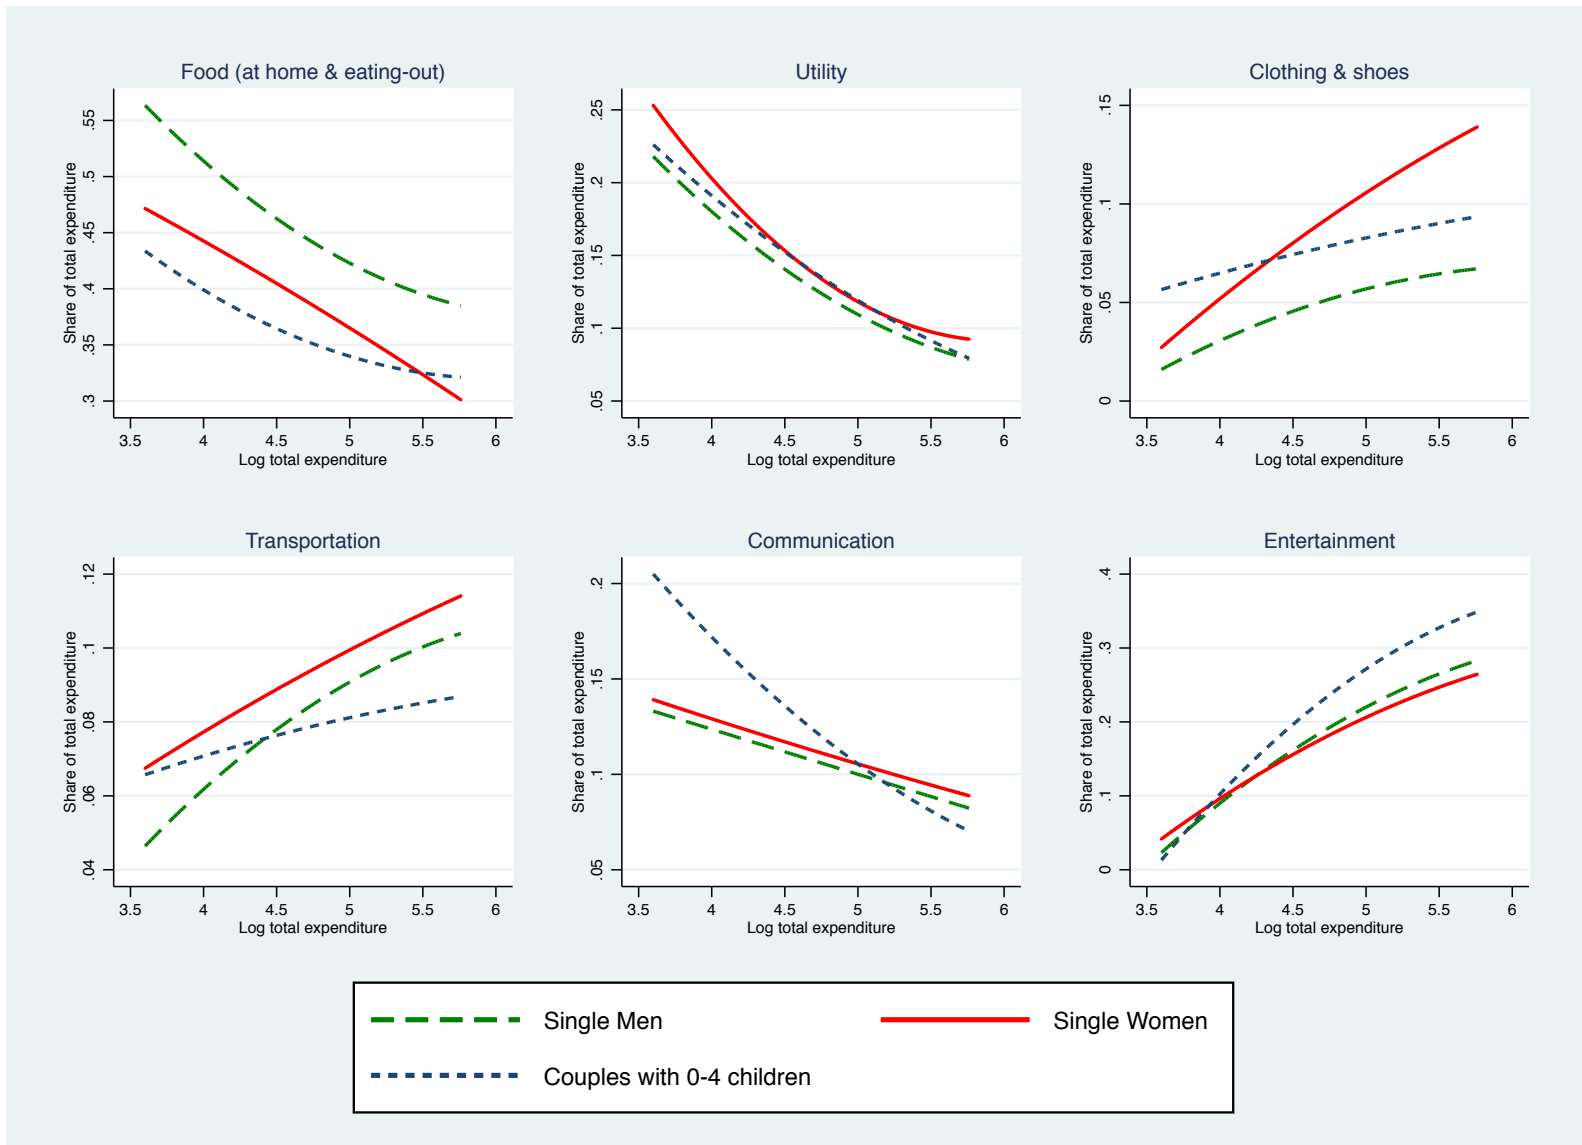 Food (at home & eating-out)
Share of total expenditure
.3 .35 .4 .45 .5 .55
3.5 4 4.5 5 5.5 6
Log total expenditure
Utility
Share of total expenditure
.05 .1 .15 .2 .25
3.5 4 4.5 5 5.5 6
Log total expenditure
Clothing & shoes
Share of total expenditure
0 .05 .1 .15
3.5 4 4.5 5 5.5 6
Log total expenditure
Transportation
Share of total expenditure
.04 .06 .08 .1 .12
3.5 4 4.5 5 5.5 6
Log total expenditure
Communication
Share of total expenditure
.05 .1 .15 .2
3.5 4 4.5 5 5.5 6
Log total expenditure
Entertainment
Share of total expenditure
0 .1 .2 .3 .4
3.5 4 4.5 5 5.5 6
Log total expenditure
Single Men
Single Women
Couples with 0-4 children